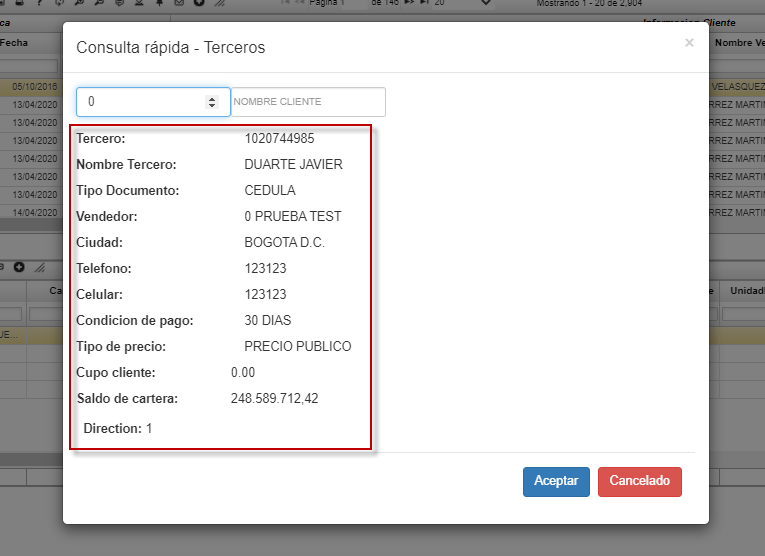 Pagina 1 de 146 20 Mostrando 1 - 20 de 2,904
Informacion Cliente
Fecha Nombre Ve
05/10/2016 VELASQUEZ
13/04/2020 RREZ MARTIN
13/04/2020 RREZ MARTIN
13/04/2020 RREZ MARTIN
13/04/2020 RREZ MARTIN
13/04/2020 RREZ MARTIN
13/04/2020 RREZ MARTIN
14/04/2020 RREZ MARTIN
Ca Unidad
Consulta rápida - Terceros ×
0 NOMBRE CLIENTE
Tercero: 1020744985
Nombre Tercero: DUARTE JAVIER
Tipo Documento: CEDULA
Vendedor: 0 PRUEBA TEST
Ciudad: BOGOTA D.C.
Telefono: 123123
Celular: 123123
Condicion de pago: 30 DIAS
Tipo de precio: PRECIO PUBLICO
Cupo cliente: 0.00
Saldo de cartera: 248.589.712,42
Direction: 1
Aceptar Cancelado